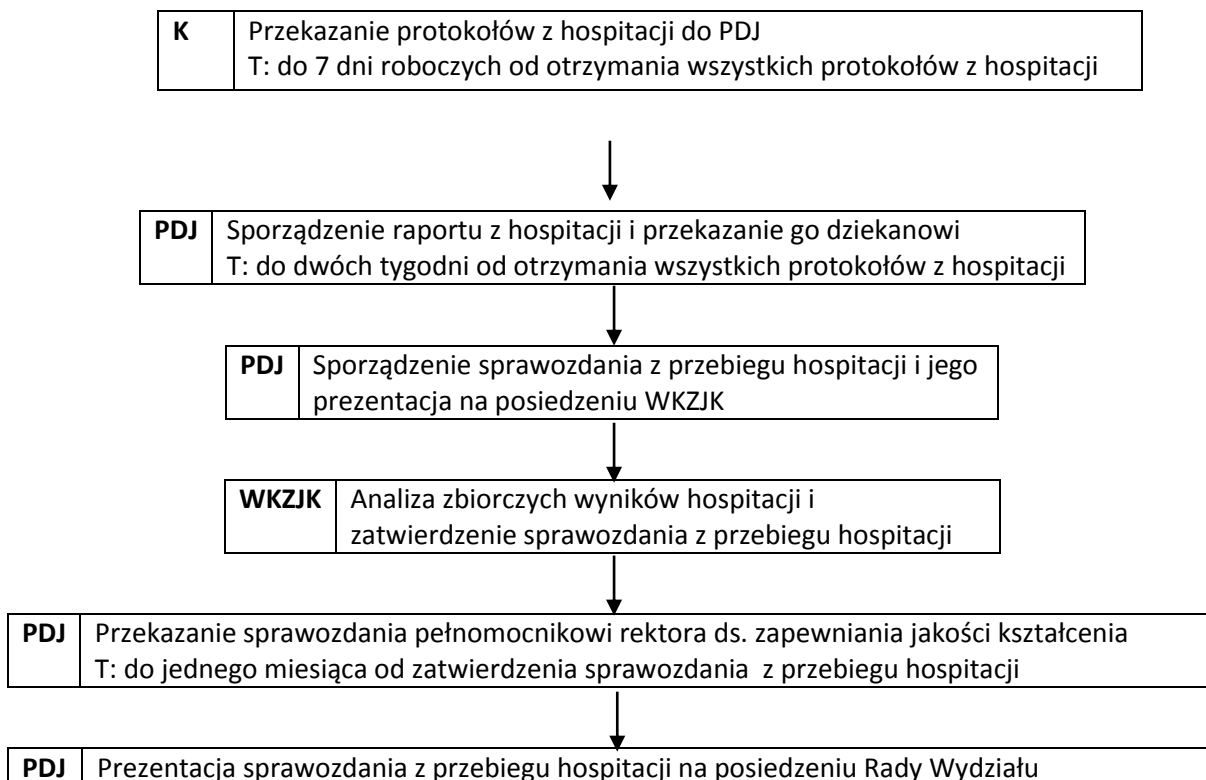 K Przekazanie protokołów z hospitacji do PDJ
T: do 7 dni roboczych od otrzymania wszystkich protokołów z hospitacji
PDJ Sporządzenie raportu z hospitacji i przekazanie go dziekanowi
T: do dwóch tygodni od otrzymania wszystkich protokołów z hospitacji
PDJ Sporządzenie sprawozdania z przebiegu hospitacji i jego
prezentacja na posiedzeniu WKZJK
WKZJK Analiza zbiorczych wyników hospitacji i
zatwierdzenie sprawozdania z przebiegu hospitacji
PDJ Przekazanie sprawozdania pełnomocnikowi rektora ds. zapewniania jakości kształcenia
T: do jednego miesiąca od zatwierdzenia sprawozdania z przebiegu hospitacji
PDJ Prezentacja sprawozdania z przebiegu hospitacji na posiedzeniu Rady Wydziału